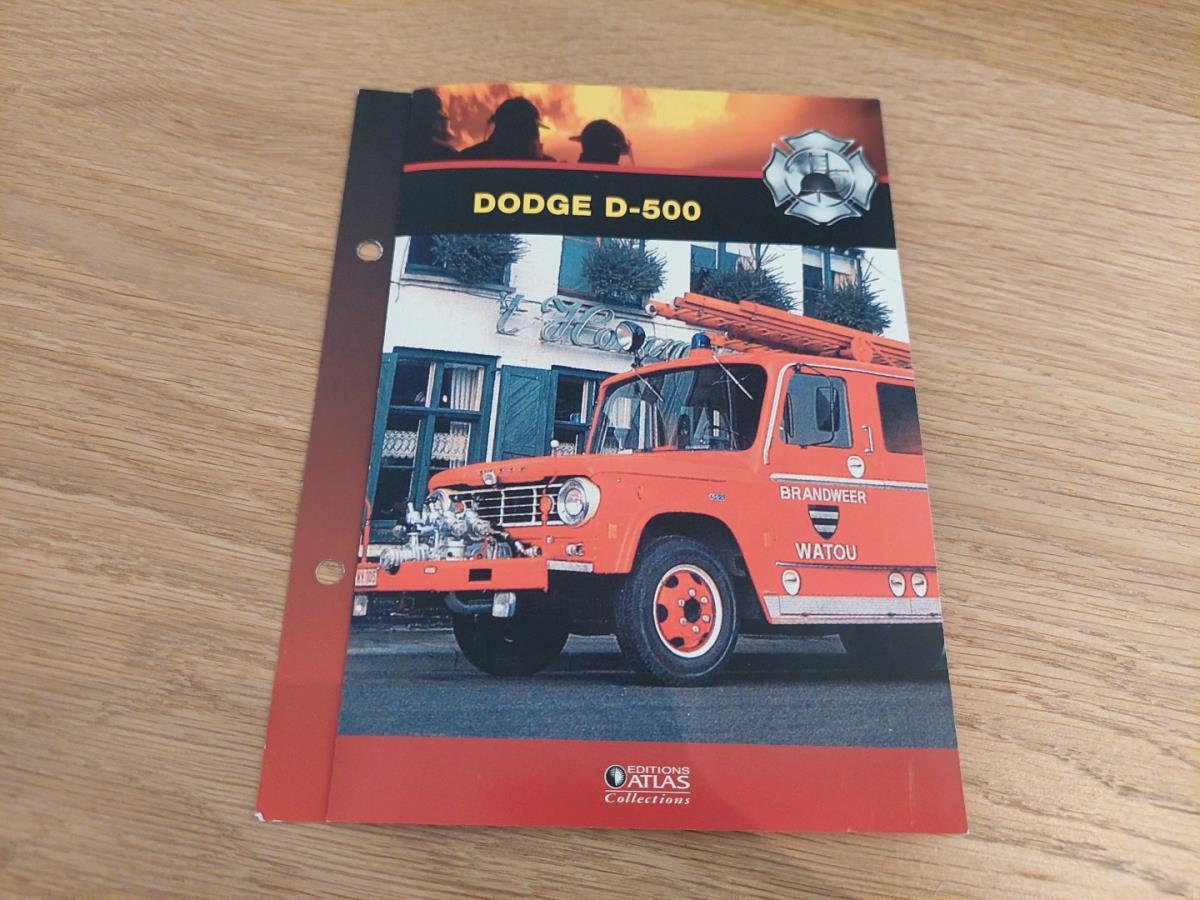 DODGE D-500
't
BRANDWEER
WATOU
EDITIONS
ATLAS
Collections